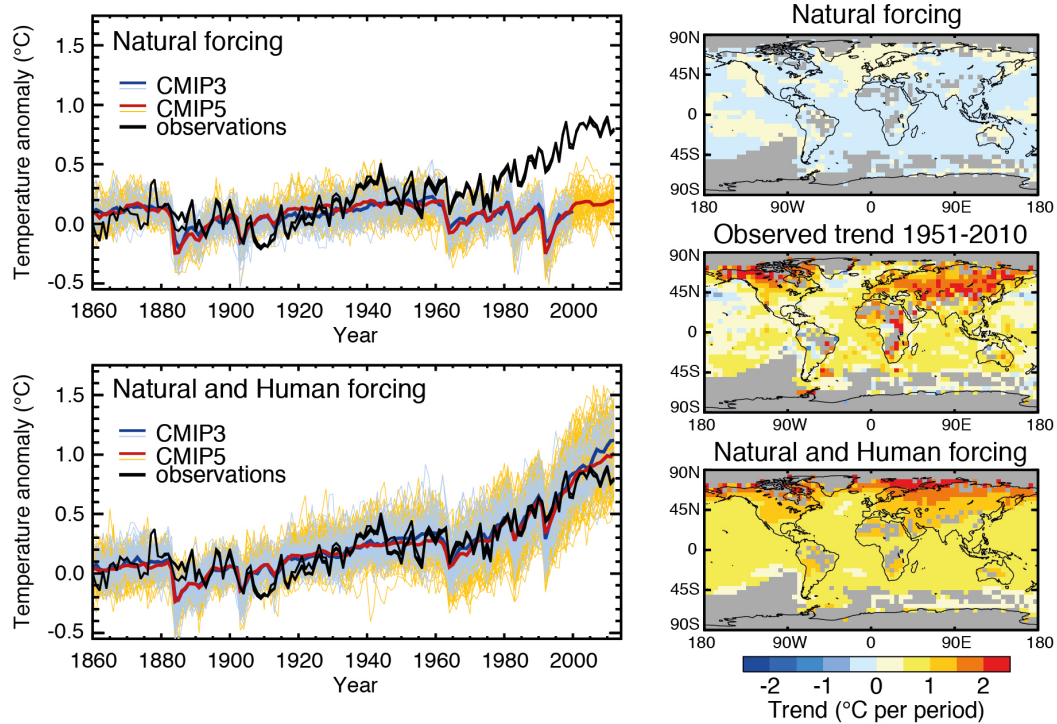 Natural forcing
CMIP3
CMIP5
observations
Temperature anomaly (°C)
1.5
1.0
0.5
0.0
-0.5
1860 1880 1900 1920 1940 1960 1980 2000
Year
Natural and Human forcing
CMIP3
CMIP5
observations
Temperature anomaly (°C)
1.5
1.0
0.5
0.0
-0.5
1860 1880 1900 1920 1940 1960 1980 2000
Year
Natural forcing
90N
45N
0
45S
90S
180 90W 0 90E 180
Observed trend 1951-2010
90N
45N
0
45S
90S
180 90W 0 90E 180
Natural and Human forcing
90N
45N
0
45S
90S
180 90W 0 90E 180
-2 -1 0 1 2
Trend (°C per period)